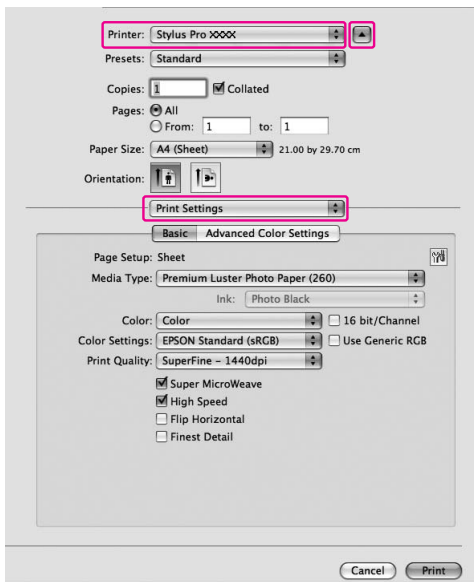 Printer: Stylus Pro XXXX
Presets: Standard
Copies: 1 Collated
Pages: All
From: 1 to: 1
Paper Size: A4 (Sheet) 21.00 by 29.70 cm
Orientation:
Print Settings
Basic Advanced Color Settings
Page Setup: Sheet
Media Type: Premium Luster Photo Paper (260)
Ink: Photo Black
Color: Color 16 bit/Channel
Color Settings: EPSON Standard (sRGB) Use Generic RGB
Print Quality: SuperFine – 1440dpi
Super MicroWeave
High Speed
Flip Horizontal
Finest Detail
Cancel Print